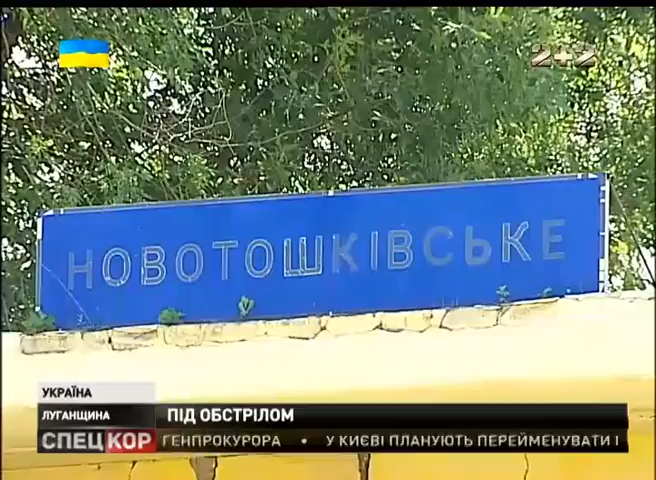 2+2
НОВОТОШКІВСЬКЕ
УКРАЇНА
ЛУГАНЩИНА
ПІД ОБСТРІЛОМ
СПЕЦКОР
ГЕНПРОКУРОРА • У КИЄВІ ПЛАНУЮТЬ ПЕРЕЙМЕНУВАТИ І